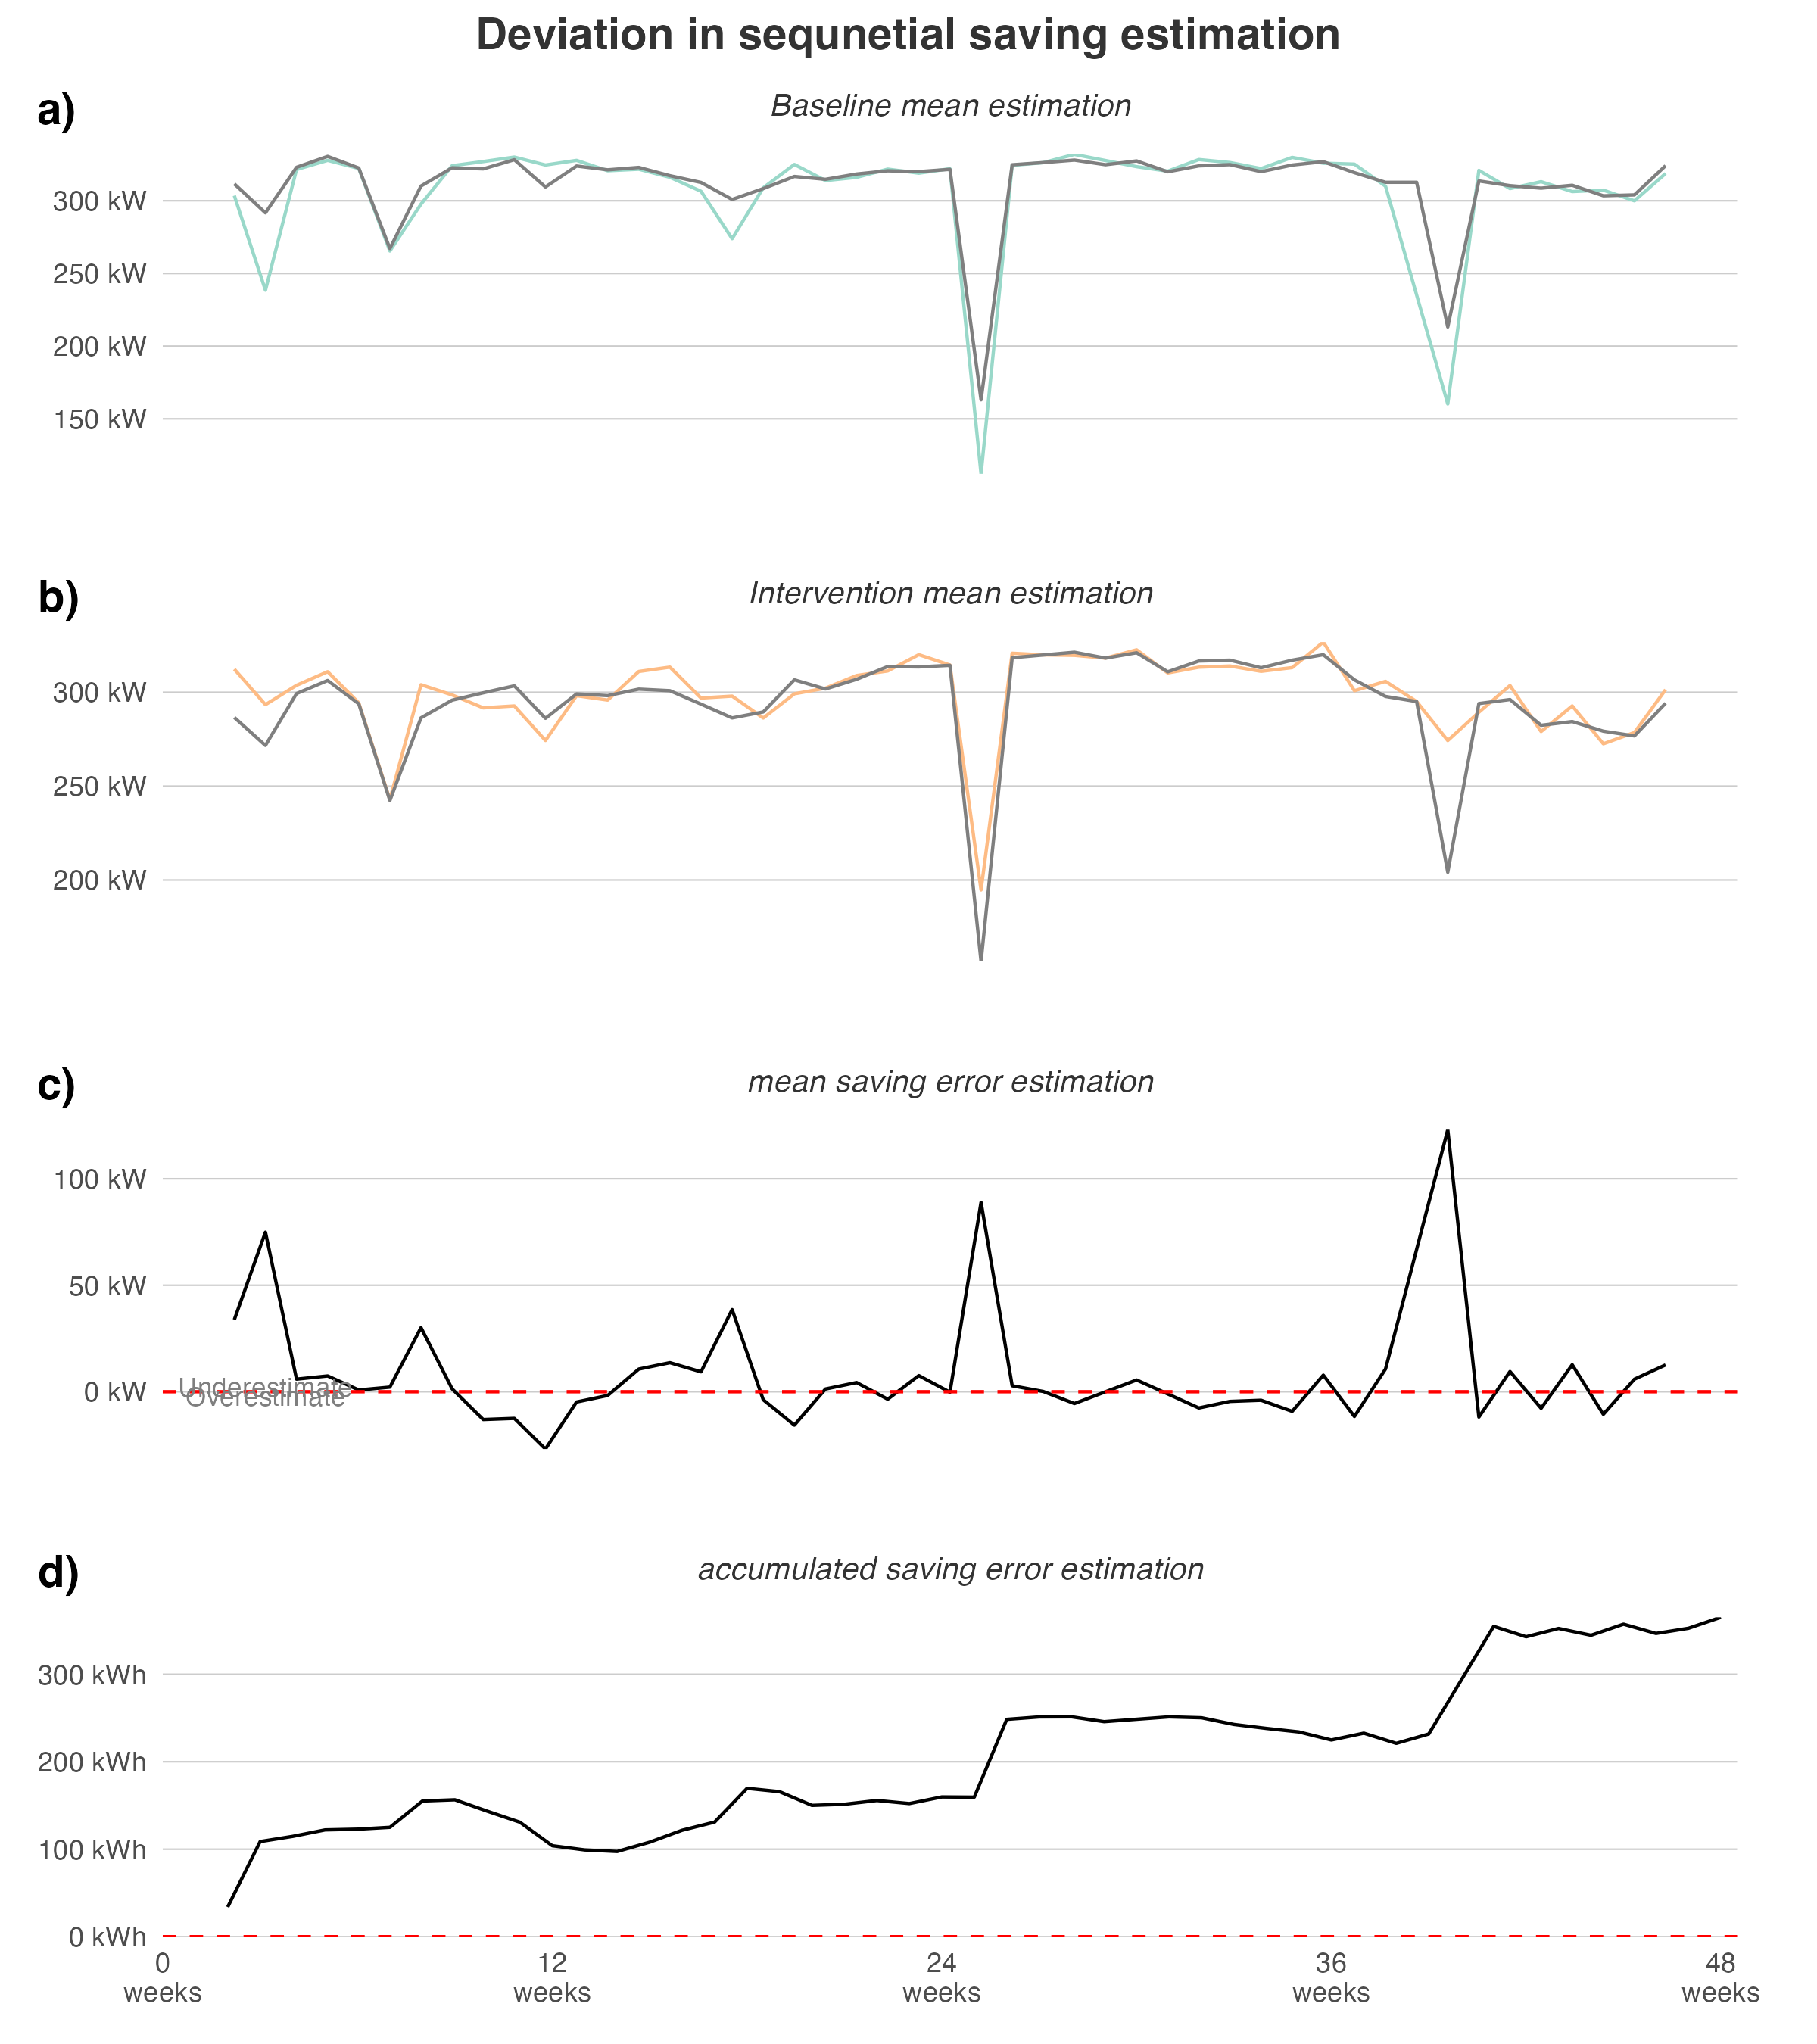 Deviation in sequnetial saving estimation
a)
Baseline mean estimation
300 kW
250 kW
200 kW
150 kW
b)
Intervention mean estimation
300 kW
250 kW
200 kW
c)
mean saving error estimation
100 kW
50 kW
0 kW
Underestimate
Overestimate
d)
accumulated saving error estimation
300 kWh
200 kWh
100 kWh
0 kWh
0 12 24 36 48
weeks weeks weeks weeks weeks